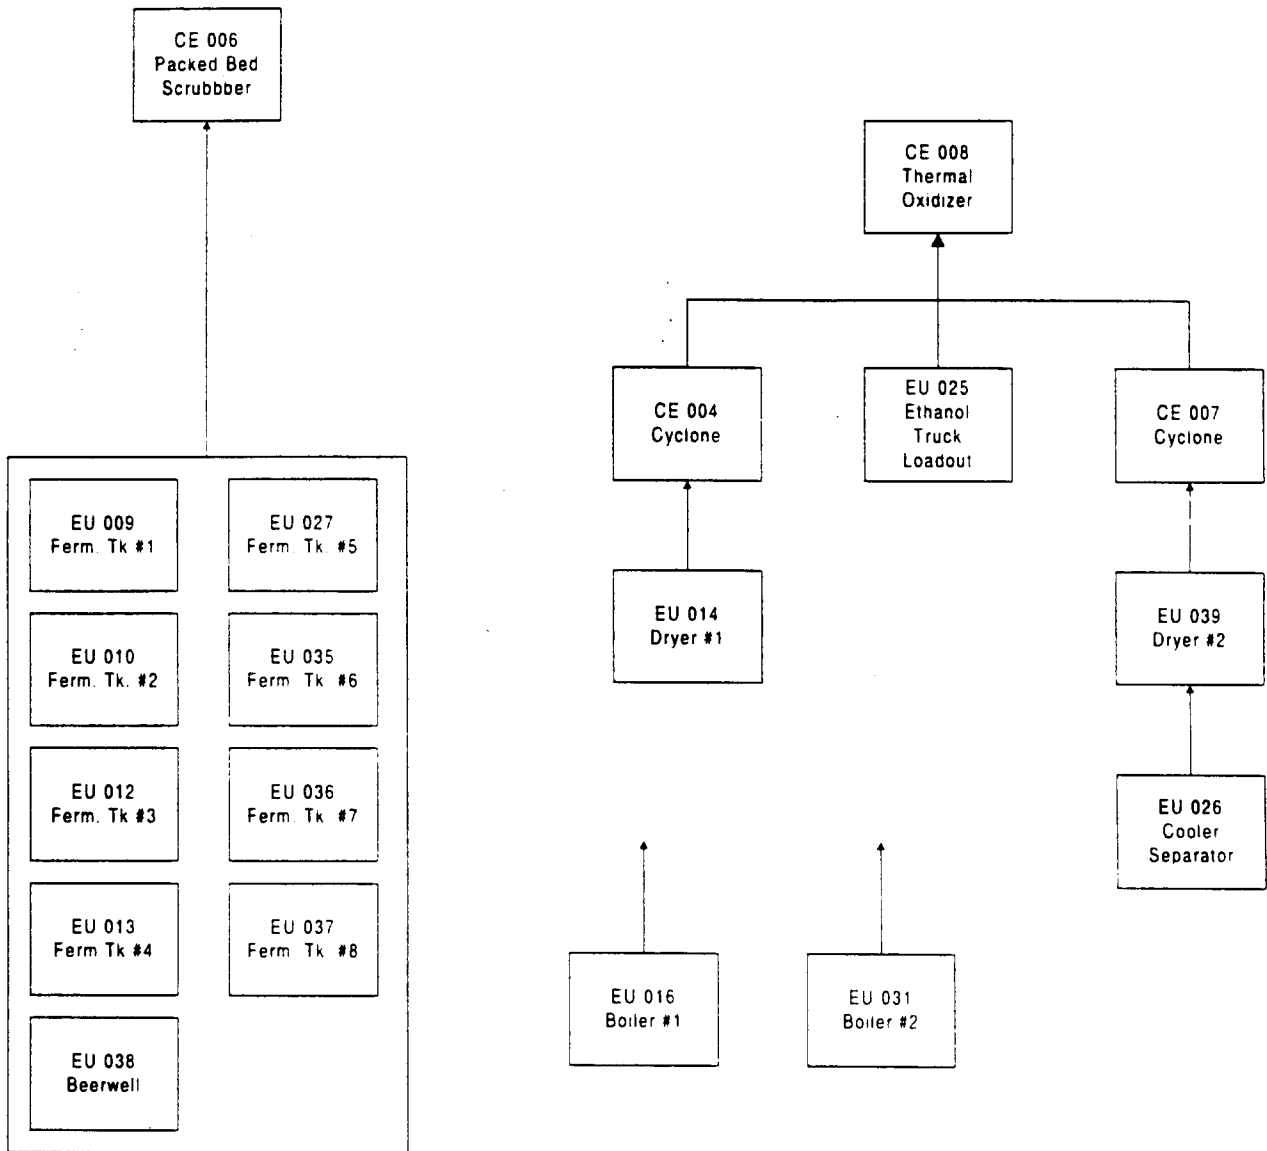 CE 006
Packed Bed
Scrubbber
CE 008
Thermal
Oxidizer
CE 004
Cyclone
EU 025
Ethanol
Truck
Loadout
CE 007
Cyclone
EU 009
Ferm. Tk #1
EU 027
Ferm. Tk. #5
EU 014
Dryer #1
EU 039
Dryer #2
EU 010
Ferm. Tk. #2
EU 035
Ferm Tk #6
EU 012
Ferm. Tk #3
EU 036
Ferm. Tk #7
EU 026
Cooler
Separator
EU 013
Ferm Tk #4
EU 037
Ferm Tk #8
EU 016
Boiler #1
EU 031
Boiler #2
EU 038
Beerwell